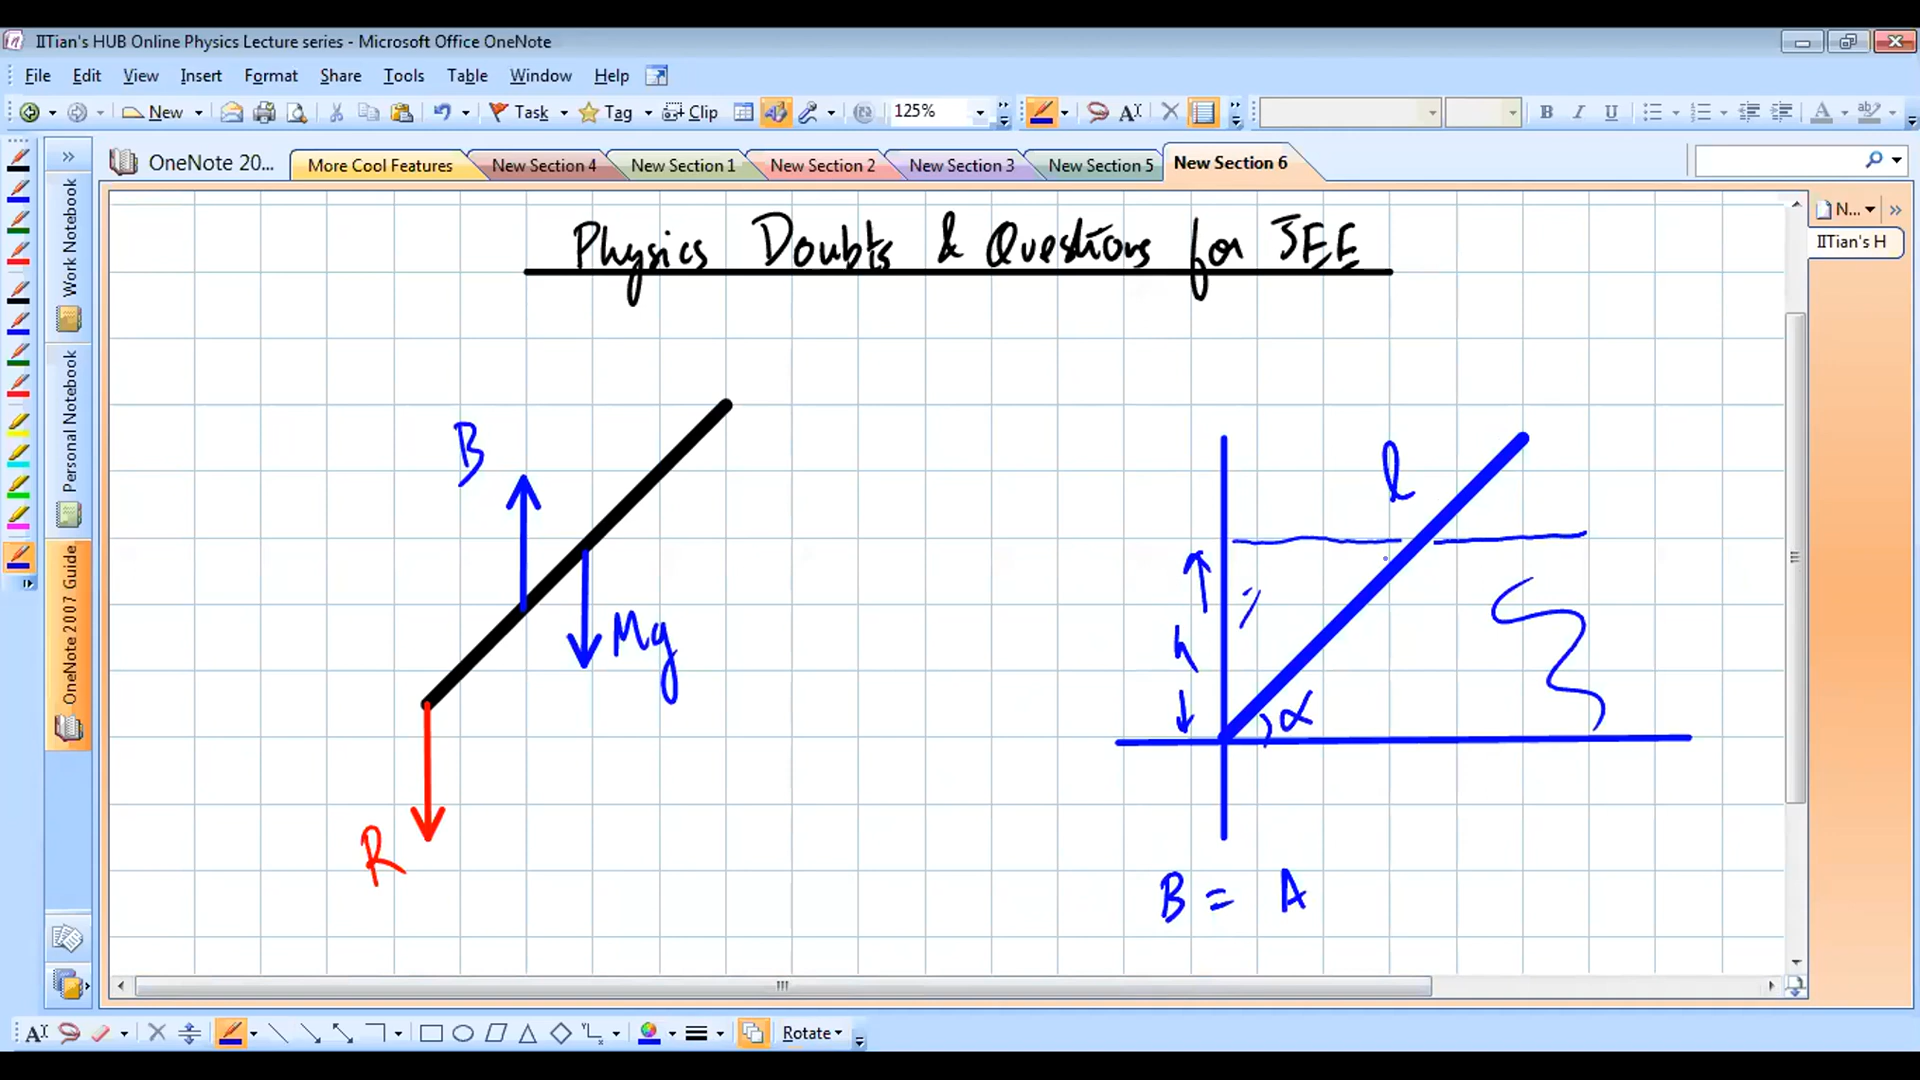 IITian's HUB Online Physics Lecture series - Microsoft Office OneNote
File Edit View Insert Format Share Tools Table Window Help
New Task Tag Clip 125% B I U A ab
OneNote 20... More Cool Features New Section 4 New Section 1 New Section 2 New Section 3 New Section 5 New Section 6
N...
IITian's H
Work Notebook
Personal Notebook
OneNote 2007 Guide
Physics Doubts & Questions for JEE
B
l
Mg
h
α
R
B = A
Rotate